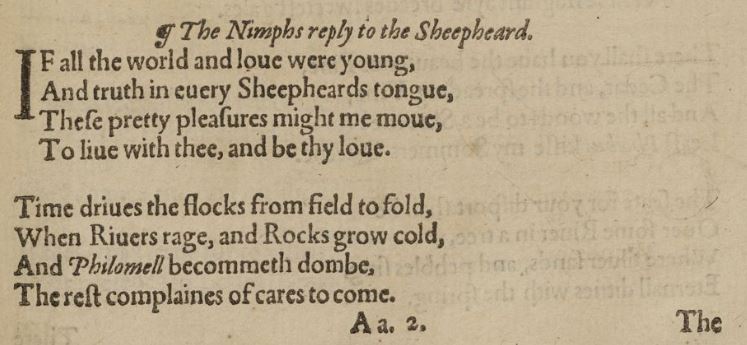 ¶ The Nimphs reply to the Sheepheard.
IF all the world and loue were young,
And truth in euery Sheepheards tongue,
Theſe pretty pleaſures might me moue,
To liue with thee, and be thy loue.
Time driues the flocks from field to fold,
When Riuers rage, and Rocks grow cold,
And Philomell becommeth dombe,
The reſt complaines of cares to come.
Aa. 2. The